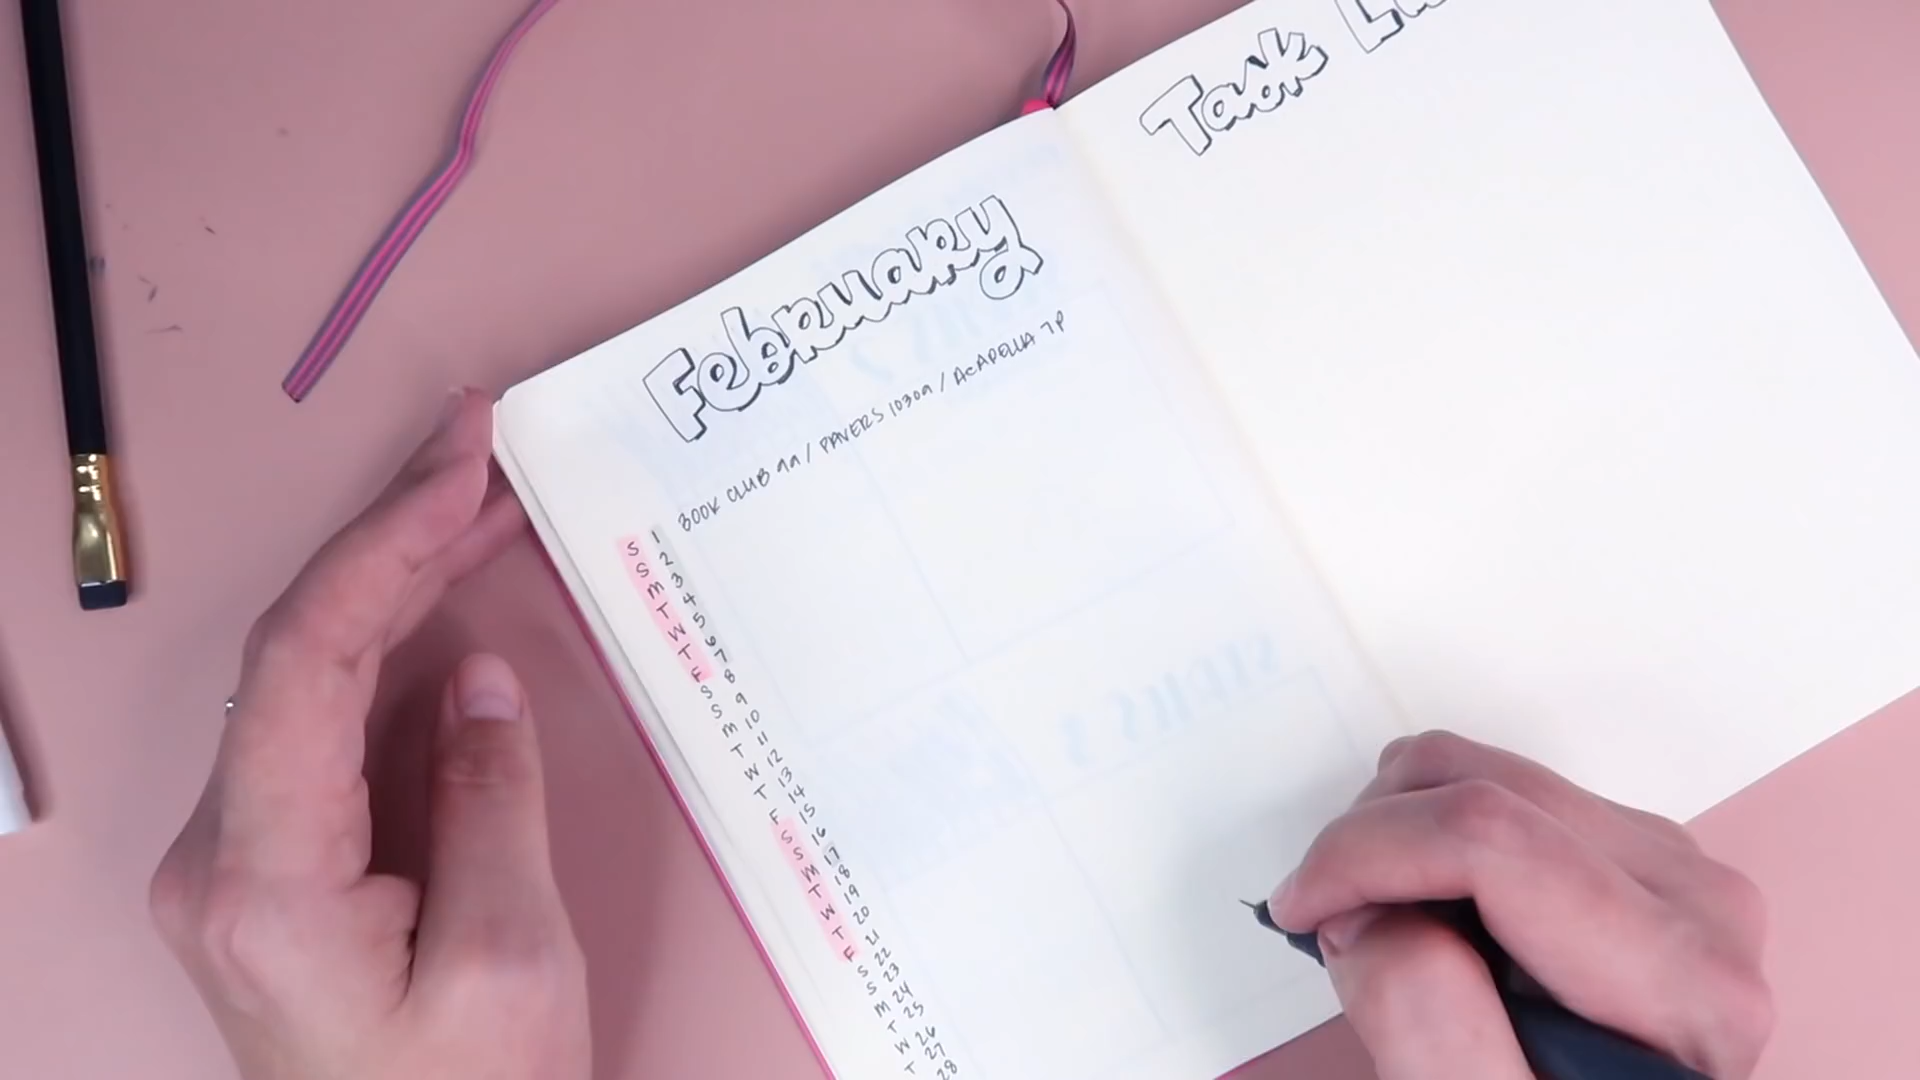 February
BOOK CLUB 9A / PAVERS 1030A / ACAPELLA 7P
S 1
S 2
M 3
T 4
W 5
T 6
F 7
S 8
S 9
M 10
T 11
W 12
T 13
F 14
S 15
S 16
M 17
T 18
W 19
T 20
F 21
S 22
S 23
M 24
T 25
W 26
T 27
28
Task